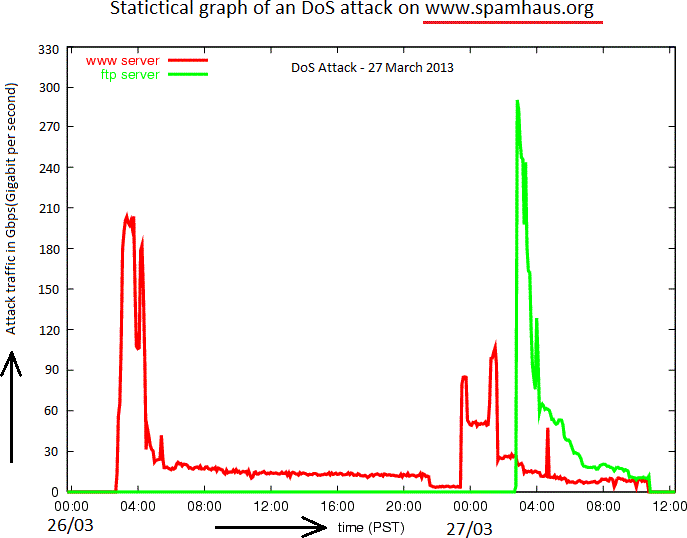 Statictical graph of an DoS attack on www.spamhaus.org
www server
ftp server
DoS Attack - 27 March 2013
Attack traffic in Gbps(Gigabit per second)
330
300
270
240
210
180
150
120
90
60
30
0
00:00 04:00 08:00 12:00 16:00 20:00 00:00 04:00 08:00 12:00
26/03 time (PST) 27/03